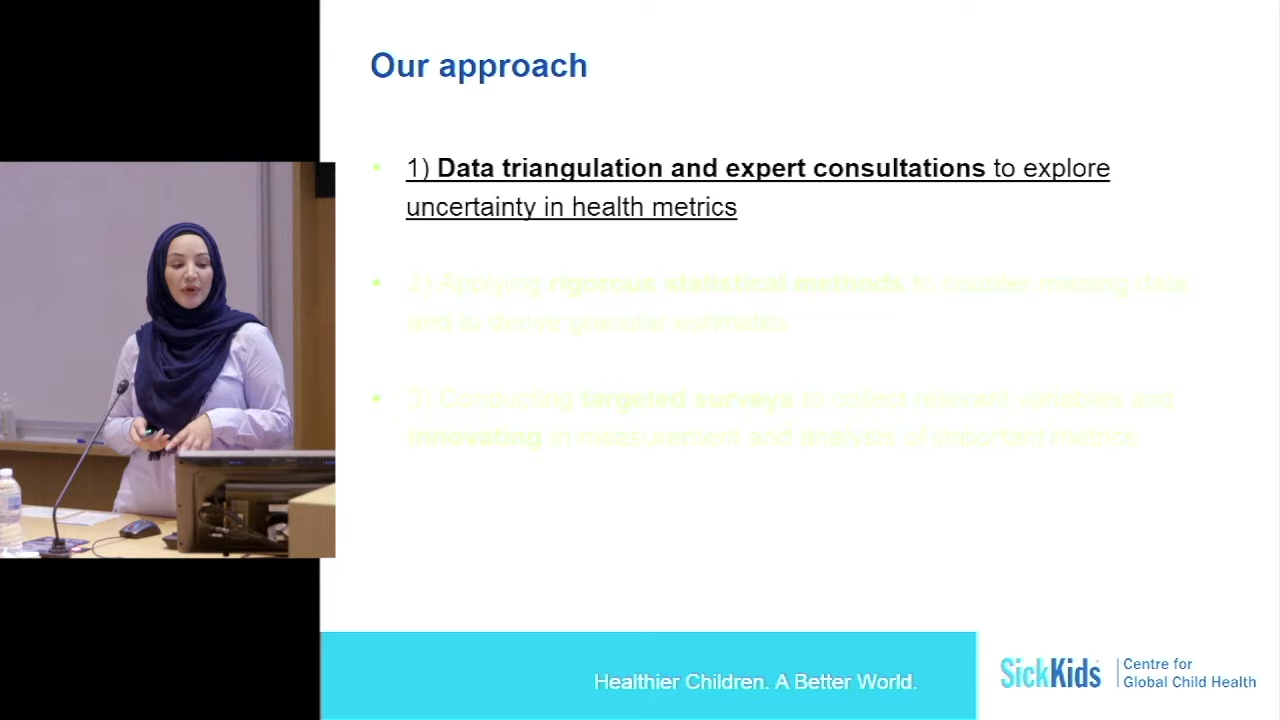 Our approach
• 1) Data triangulation and expert consultations to explore
uncertainty in health metrics
• 2) Applying rigorous statistical methods to counter missing data
and to derive granular estimates
• 3) Conducting targeted surveys to collect relevant variables and
innovating in measurement and analysis of important metrics
Healthier Children. A Better World.
SickKids
Centre for
Global Child Health